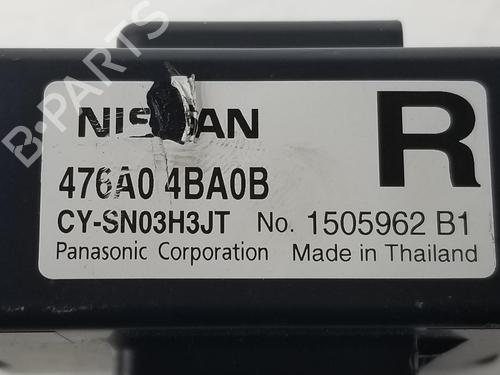 B-PARTS
NISSAN
R
476A0 4BA0B
CY-SN03H3JT No. 1505962 B1
Panasonic Corporation Made in Thailand